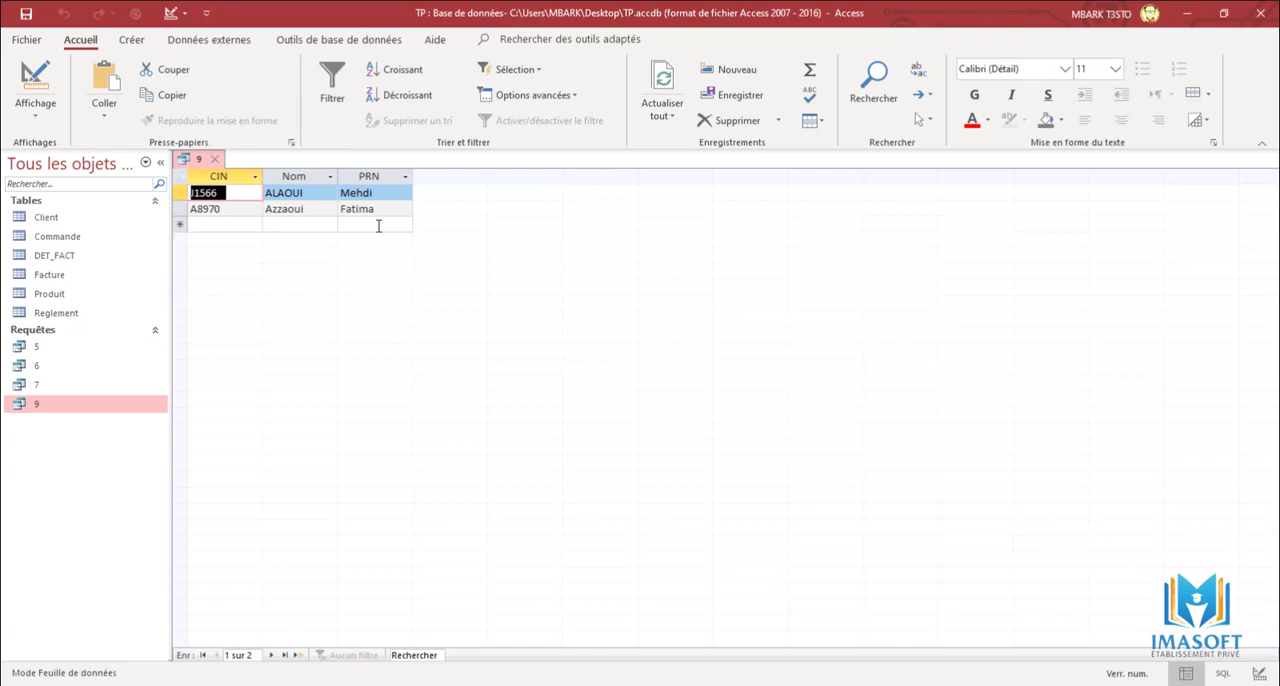 TP : Base de données- C:\Users\MBARK\Desktop\TP.accdb (format de fichier Access 2007 - 2016) - Access
MBARK T3STO
Fichier Accueil Créer Données externes Outils de base de données Aide Rechercher des outils adaptés
Affichage
Affichages
Coller
Couper
Copier
Reproduire la mise en forme
Presse-papiers
Filtrer
Croissant
Décroissant
Supprimer un tri
Sélection
Options avancées
Activer/désactiver le filtre
Trier et filtrer
Actualiser
tout
Nouveau
Enregistrer
Supprimer
Σ
ABC
Enregistrements
Rechercher
ab
ac
Rechercher
Calibri (Détail) 11
G I S
A
Mise en forme du texte
Tous les objets ...
Rechercher...
Tables
Client
Commande
DET_FACT
Facture
Produit
Reglement
Requêtes
5
6
7
9
9
CIN Nom PRN
J1566 ALAOUI Mehdi
A8970 Azzaoui Fatima
Enr : 1 sur 2 Aucun filtre Rechercher
IMASOFT
ÉTABLISSEMENT PRIVÉ
Mode Feuille de données
Verr. num. SQL